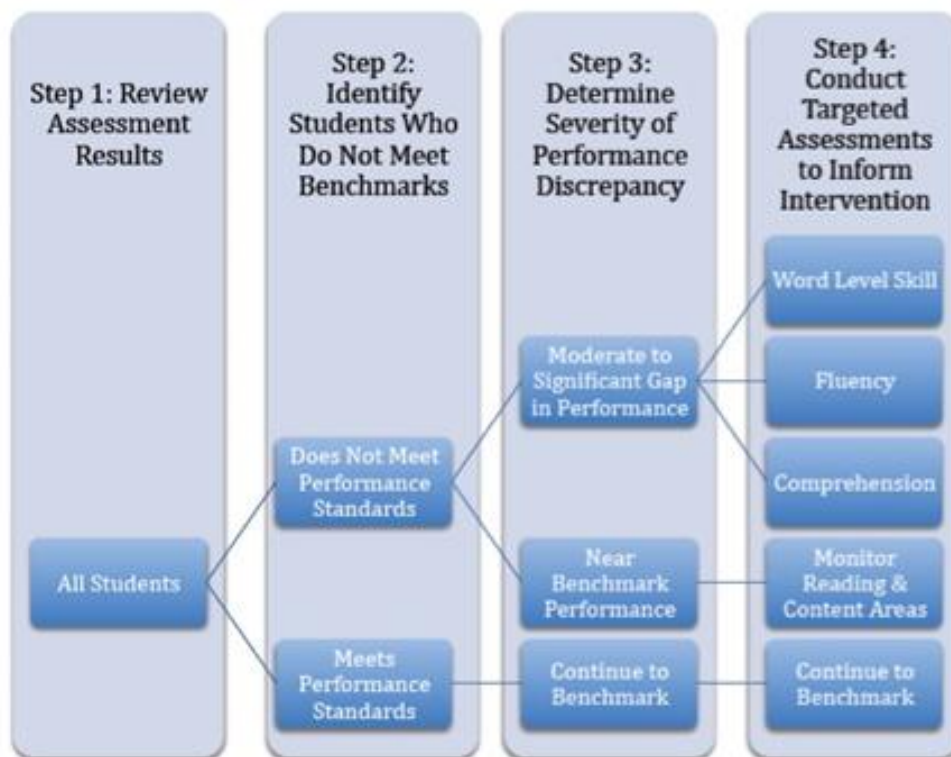 Step 1: Review
Assessment
Results
Step 2:
Identify
Students Who
Do Not Meet
Benchmarks
Step 3:
Determine
Severity of
Performance
Discrepancy
Step 4:
Conduct
Targeted
Assessments
to Inform
Intervention
All Students
Does Not Meet
Performance
Standards
Meets
Performance
Standards
Moderate to
Significant Gap
in Performance
Near
Benchmark
Performance
Continue to
Benchmark
Word Level Skill
Fluency
Comprehension
Monitor
Reading &
Content Areas
Continue to
Benchmark